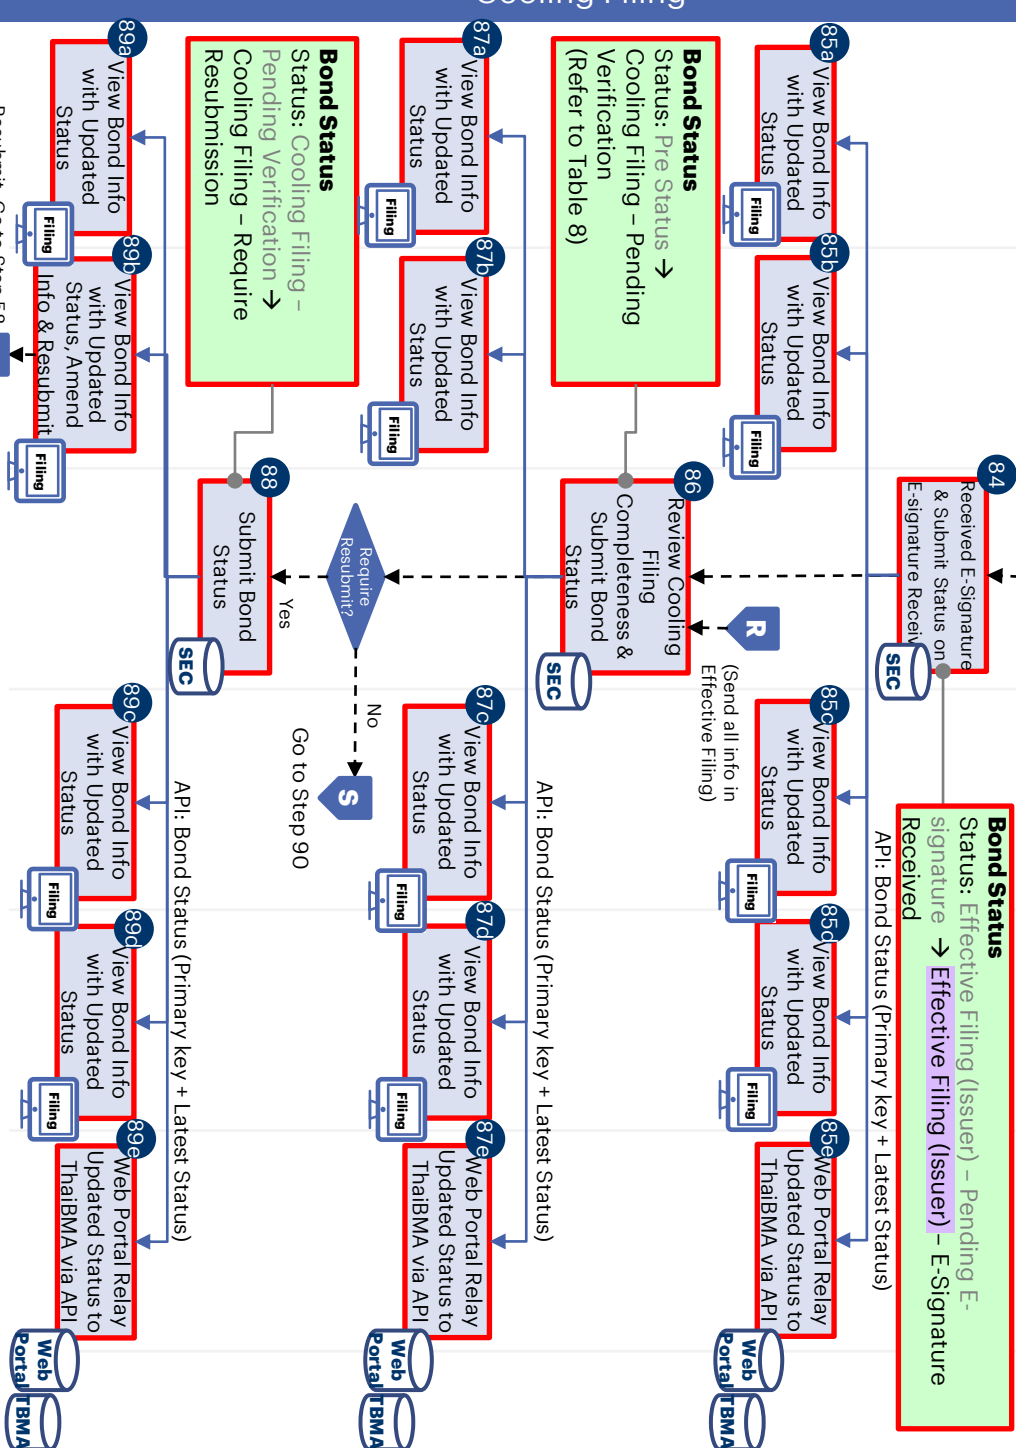 Cooling Filing
84
Received E-Signature
& Submit Status on
E-signature Receiv
SEC
Bond Status
Status: Effective Filing (Issuer) – Pending E-
signature → Effective Filing (Issuer) – E-Signature
Received
API: Bond Status (Primary key + Latest Status)
85a
View Bond Info
with Updated
Status
Filing
85b
View Bond Info
with Updated
Status
Filing
85c
View Bond Info
with Updated
Status
Filing
85d
View Bond Info
with Updated
Status
Filing
85e
Web Portal Relay
Updated Status to
ThaiBMA via API
Web
Portal
TBMA
R
(Send all info in
Effective Filing)
86
Review Cooling
Filing
Completeness &
Submit Bond
Status
SEC
Bond Status
Status: Pre Status →
Cooling Filing – Pending
Verification
(Refer to Table 8)
API: Bond Status (Primary key + Latest Status)
87a
View Bond Info
with Updated
Status
Filing
87b
View Bond Info
with Updated
Status
Filing
87c
View Bond Info
with Updated
Status
Filing
87d
View Bond Info
with Updated
Status
Filing
87e
Web Portal Relay
Updated Status to
ThaiBMA via API
Web
Portal
TBMA
Require
Resubmit?
No
S
Go to Step 90
Yes
88
Submit Bond
Status
SEC
Bond Status
Status: Cooling Filing –
Pending Verification →
Cooling Filing – Require
Resubmission
API: Bond Status (Primary key + Latest Status)
89a
View Bond Info
with Updated
Status
Filing
89b
View Bond Info
with Updated
Status, Amend
Info & Resubmit
Filing
89c
View Bond Info
with Updated
Status
Filing
89d
View Bond Info
with Updated
Status
Filing
89e
Web Portal Relay
Updated Status to
ThaiBMA via API
Web
Portal
TBMA